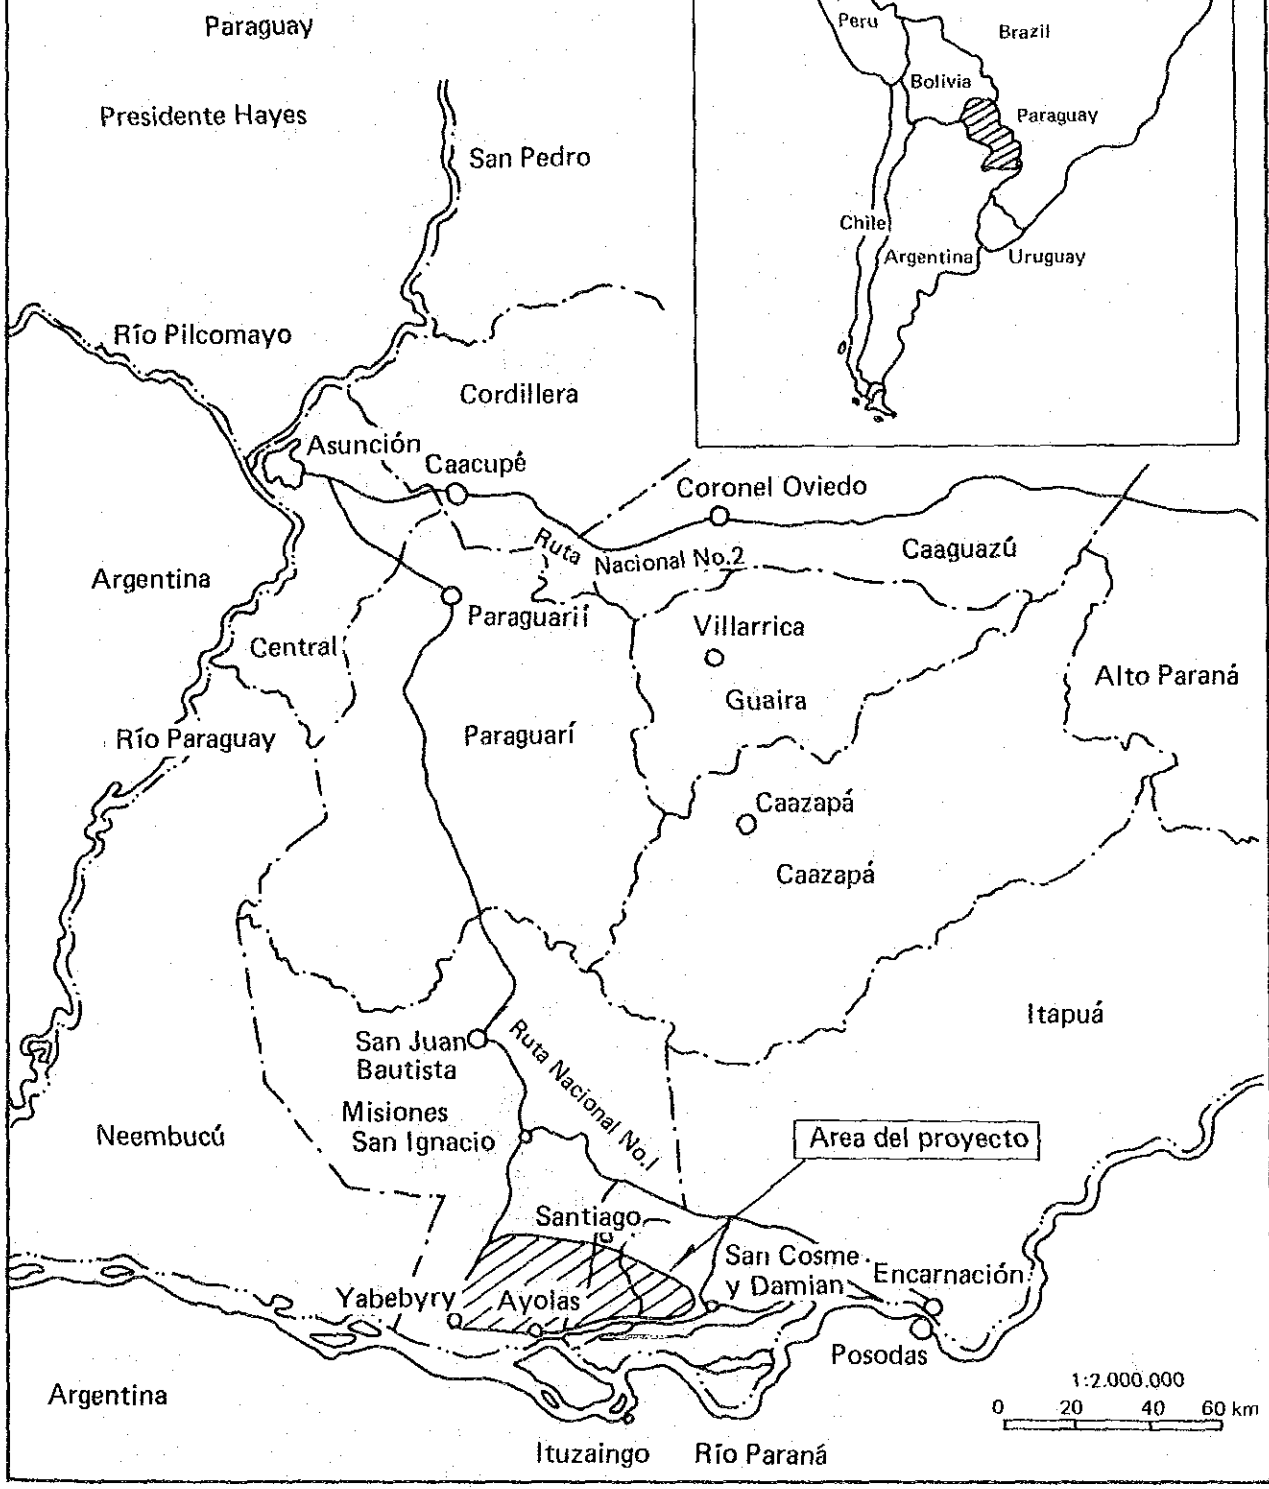 Paraguay
Peru
Brazil
Bolivia
Presidente Hayes
Paraguay
San Pedro
Chile
Argentina
Uruguay
Río Pilcomayo
Cordillera
Asunción
Caacupé
Coronel Oviedo
Ruta Nacional No.2
Caaguazú
Argentina
Paraguarií
Central
Villarrica
Alto Paraná
Guaira
Río Paraguay
Paraguarí
Caazapá
Caazapá
Itapuá
San Juan
Bautista
Ruta Nacional No.1
Misiones
San Ignacio
Neembucú
Area del proyecto
Santiago
San Cosme
y Damian
Encarnación
Yabebyry
Ayolas
Posodas
Argentina
1:2.000.000
0 20 40 60 km
Ituzaingo
Río Paraná